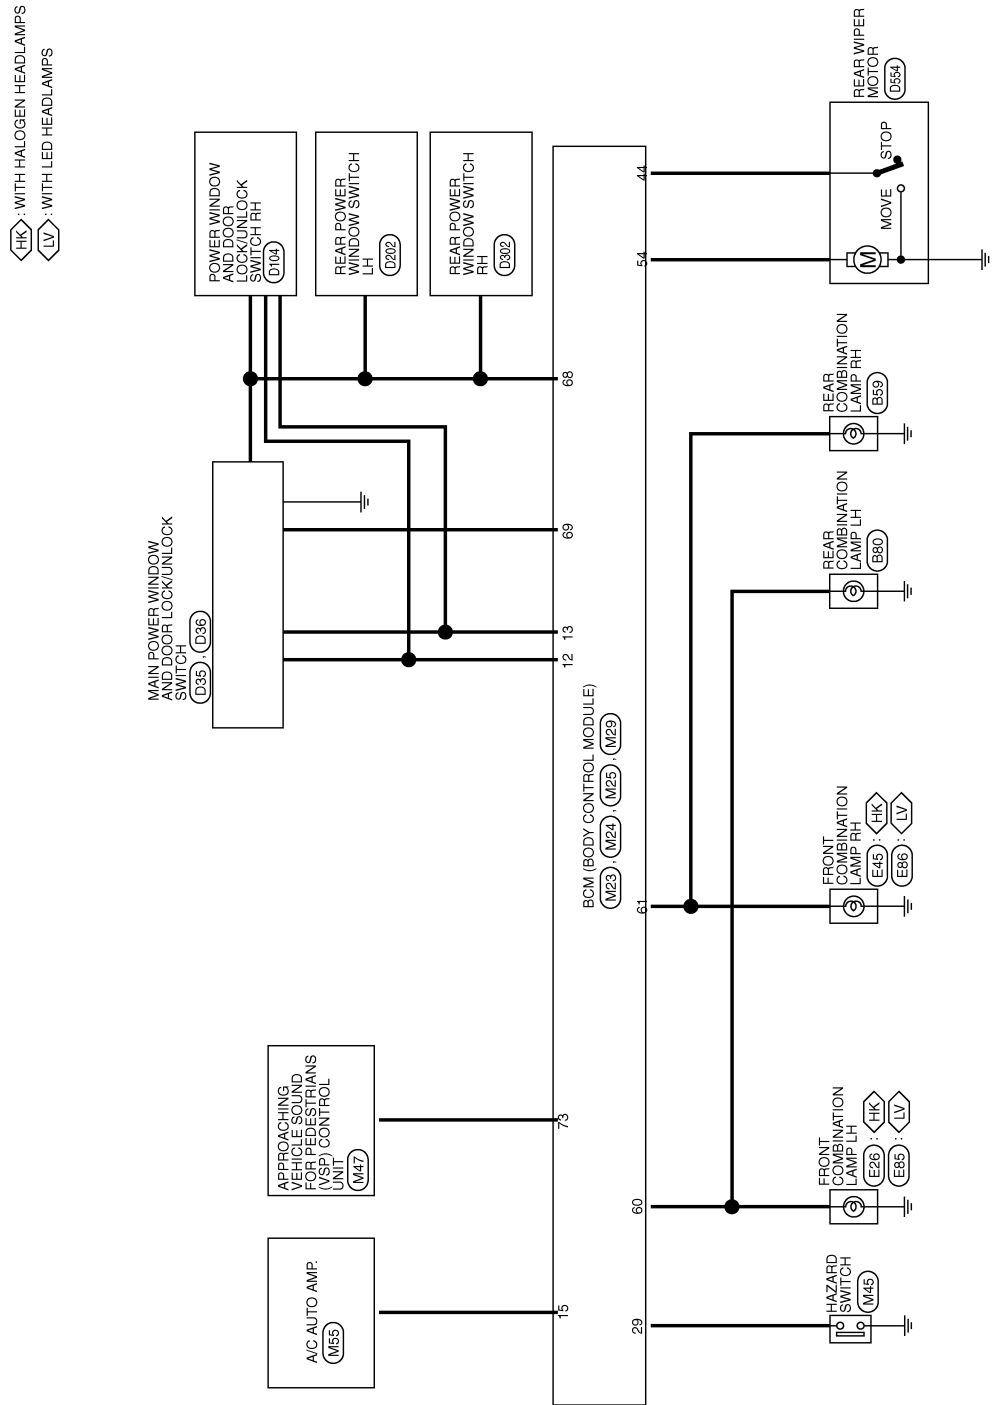 HK : WITH HALOGEN HEADLAMPS
LV : WITH LED HEADLAMPS
A/C AUTO AMP.
M55
APPROACHING
VEHICLE SOUND
FOR PEDESTRIANS
(VSP) CONTROL
UNIT
M47
MAIN POWER WINDOW
AND DOOR LOCK/UNLOCK
SWITCH
D35 , D36
POWER WINDOW
AND DOOR
LOCK/UNLOCK
SWITCH RH
D104
REAR POWER
WINDOW SWITCH
LH
D202
REAR POWER
WINDOW SWITCH
RH
D302
15
73
12
13
69
68
BCM (BODY CONTROL MODULE)
M23 , M24 , M25 , M29
29
60
61
54
44
HAZARD
SWITCH
M45
FRONT
COMBINATION
LAMP LH
E26 : HK
E85 : LV
FRONT
COMBINATION
LAMP RH
E45 : HK
E86 : LV
REAR
COMBINATION
LAMP LH
B80
REAR
COMBINATION
LAMP RH
B59
REAR WIPER
MOTOR
D554
M
MOVE
STOP